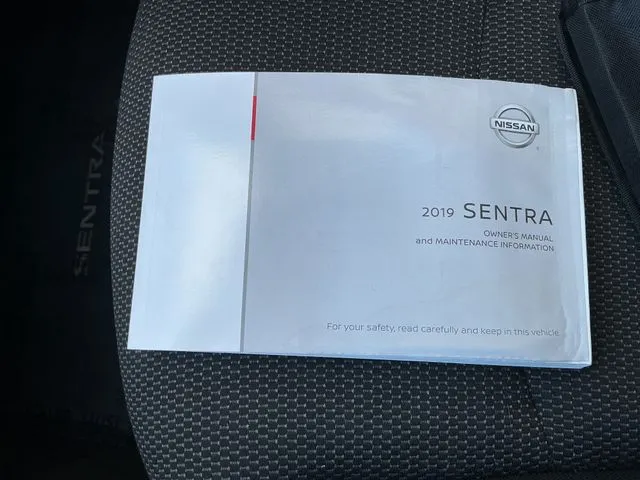 NISSAN
2019 SENTRA
OWNER'S MANUAL
and MAINTENANCE INFORMATION
For your safety, read carefully and keep in this vehicle.
SENTRA